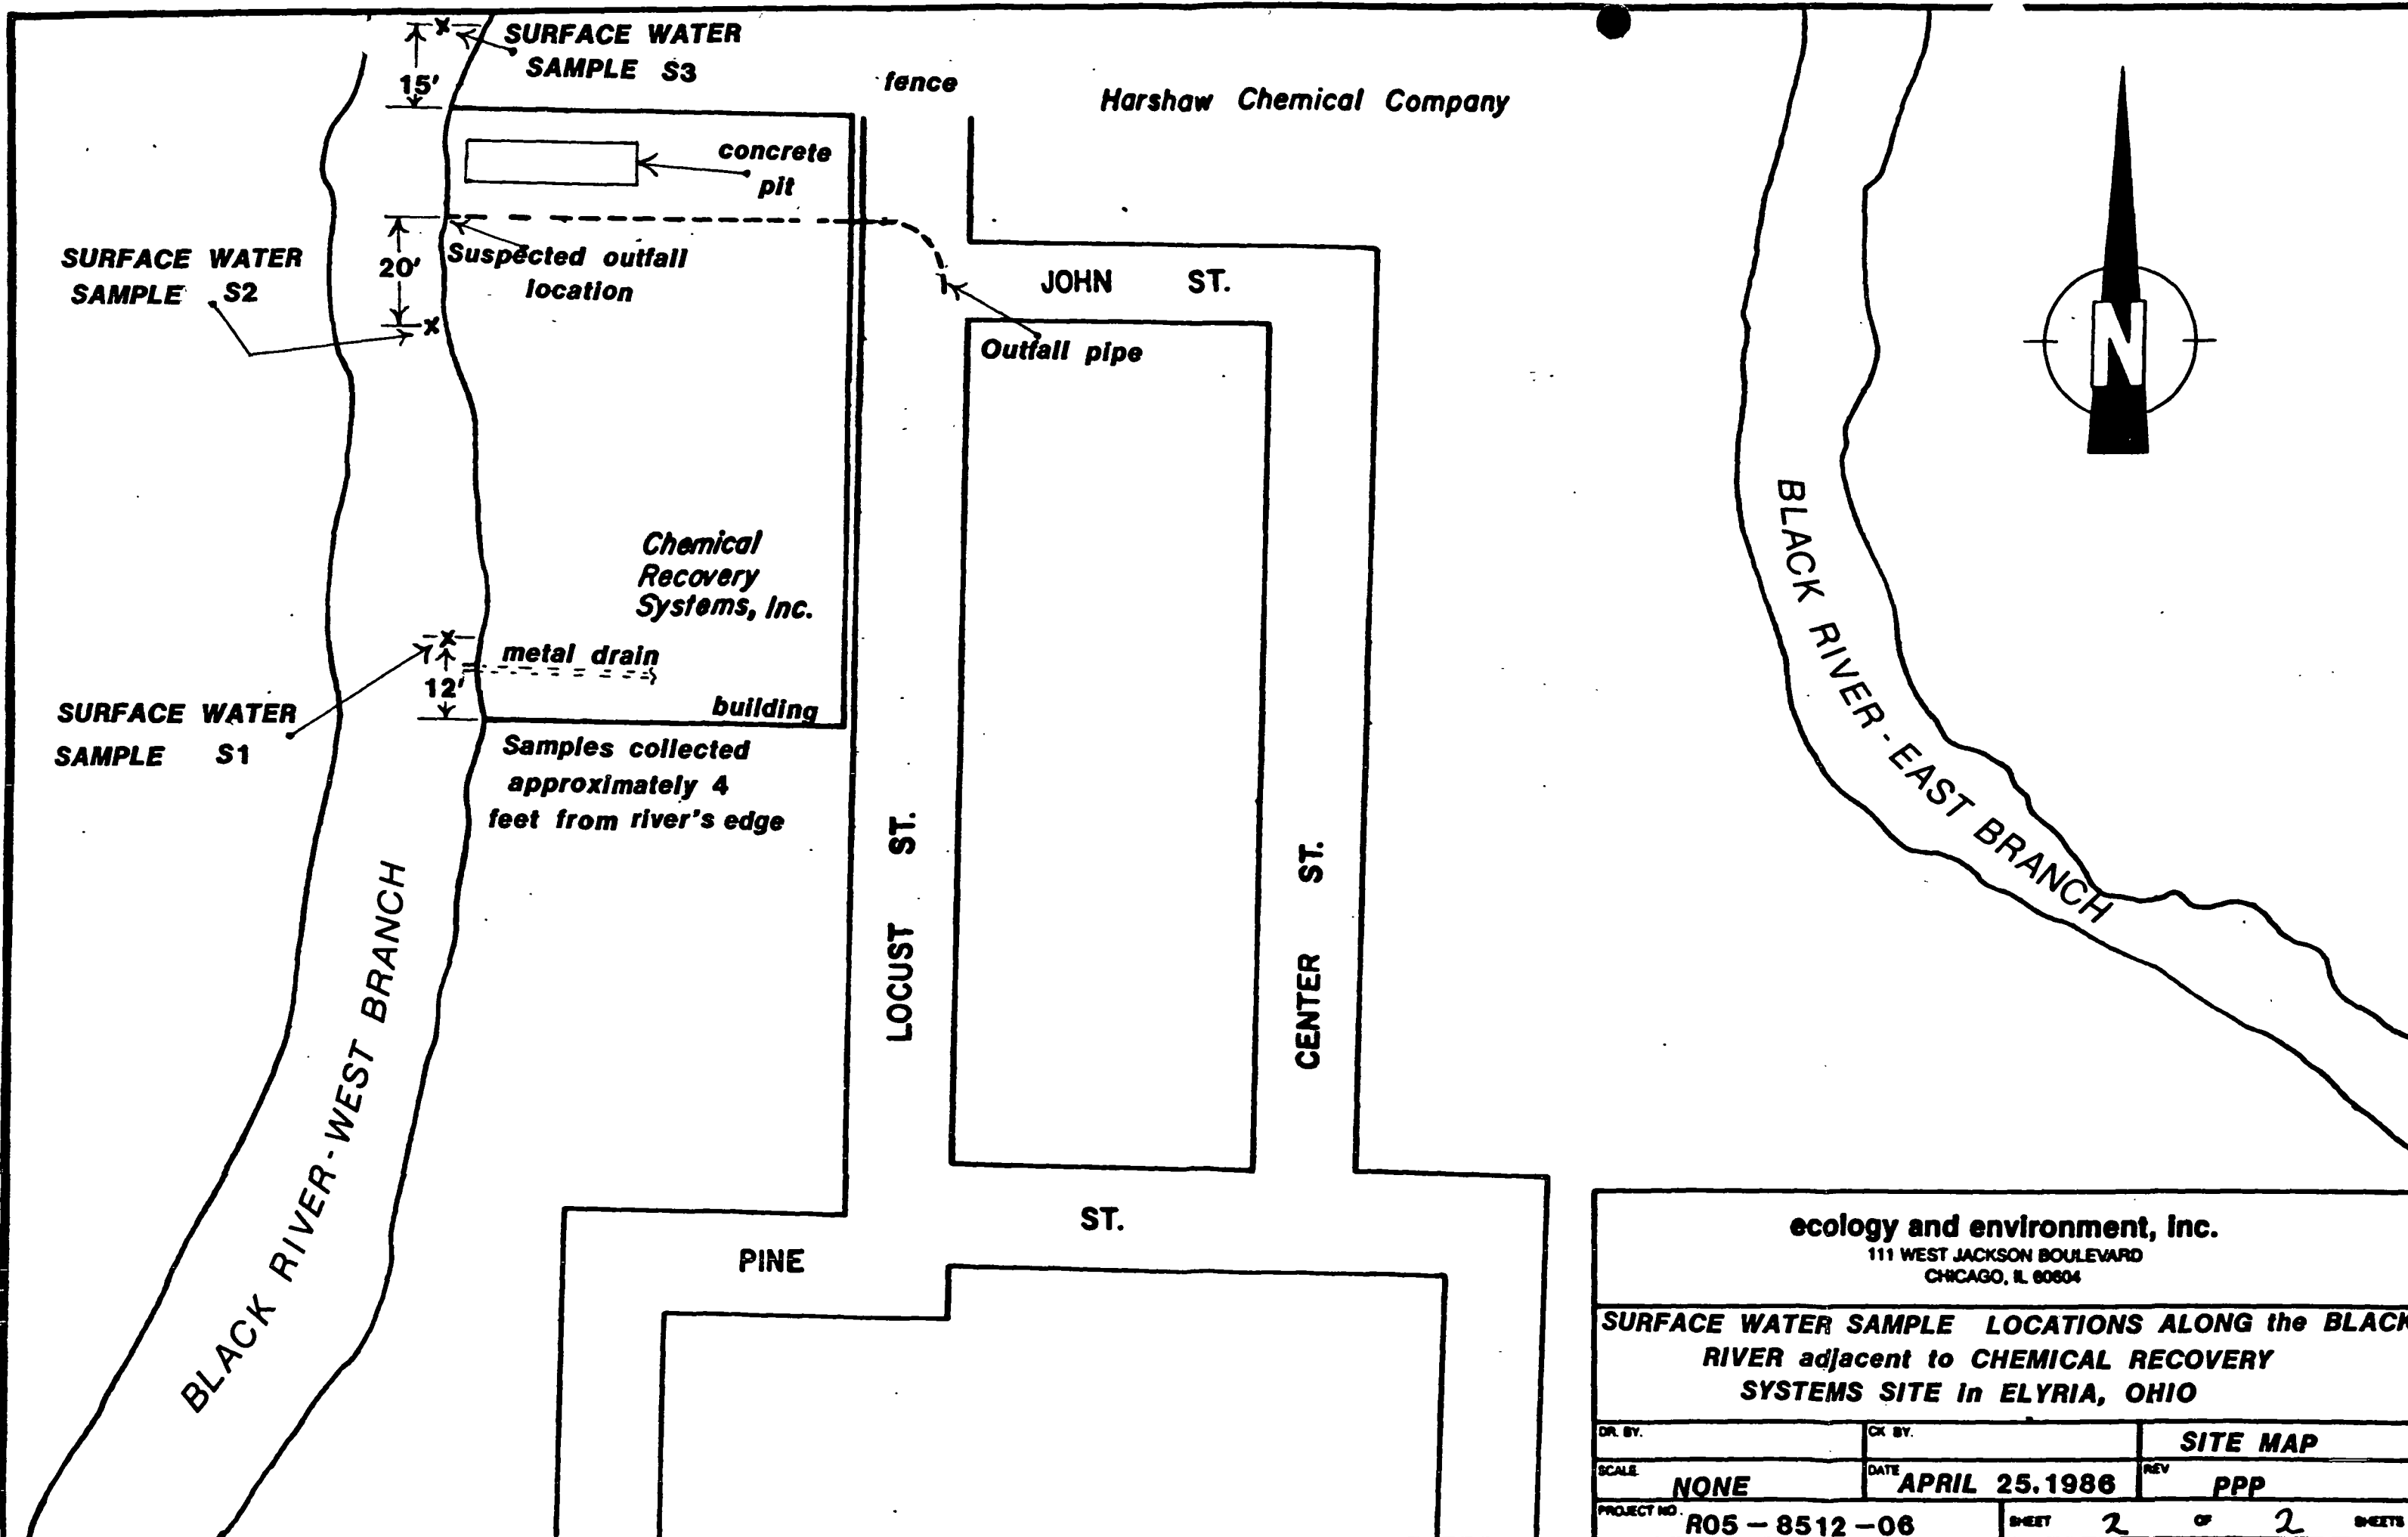 SURFACE WATER
SAMPLE S3
15'
fence
Harshaw Chemical Company
concrete
pit
SURFACE WATER
SAMPLE S2
20'
Suspected outfall
location
JOHN ST.
Outfall pipe
N
Chemical
Recovery
Systems, Inc.
metal drain
12'
building
SURFACE WATER
SAMPLE S1
Samples collected
approximately 4
feet from river's edge
LOCUST ST.
CENTER ST.
BLACK RIVER-WEST BRANCH
BLACK RIVER - EAST BRANCH
PINE ST.
ecology and environment, inc.
111 WEST JACKSON BOULEVARD
CHICAGO, IL 60604
SURFACE WATER SAMPLE LOCATIONS ALONG the BLACK
RIVER adjacent to CHEMICAL RECOVERY
SYSTEMS SITE in ELYRIA, OHIO
DR. BY. CK BY. SITE MAP
SCALE NONE DATE APRIL 25.1986 REV PPP
PROJECT NO. R05-8512-06 SHEET 2 OF 2 SHEETS